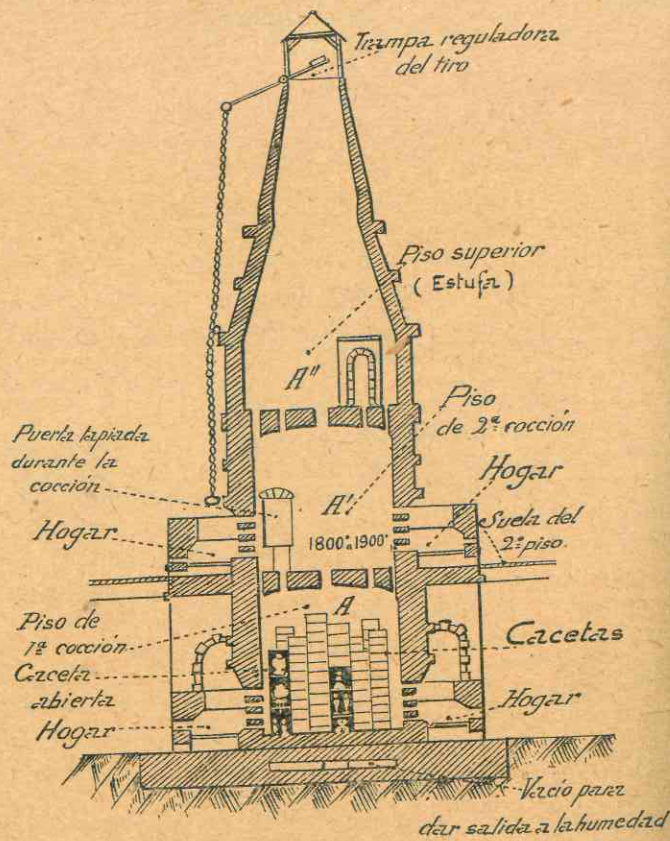 Trampa reguladora
del tiro
Piso superior
(Estufa)
A"
Piso
de 2ª cocción
Puerta tapiada
durante la
cocción
Hogar
A'
1800° a 1900°
Hogar
Suela del
2º piso.
Piso de
1ª cocción
A
Caceta
abierta
Cacetas
Hogar
Hogar
Vacío para
dar salida a la humedad